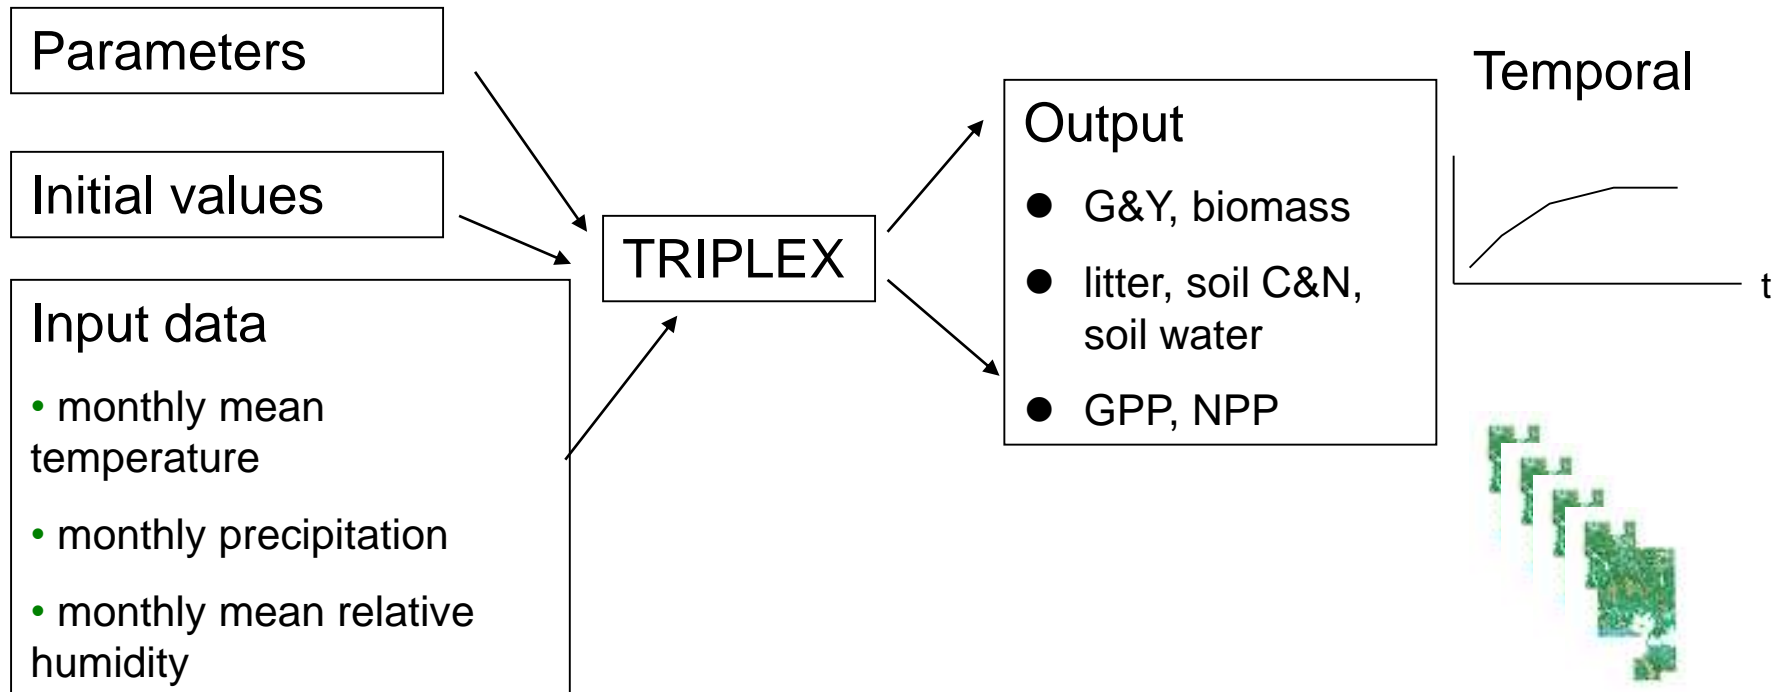 Parameters
Initial values
Input data
• monthly mean
temperature
• monthly precipitation
• monthly mean relative
humidity
TRIPLEX
Output
● G&Y, biomass
● litter, soil C&N,
soil water
● GPP, NPP
Temporal
t